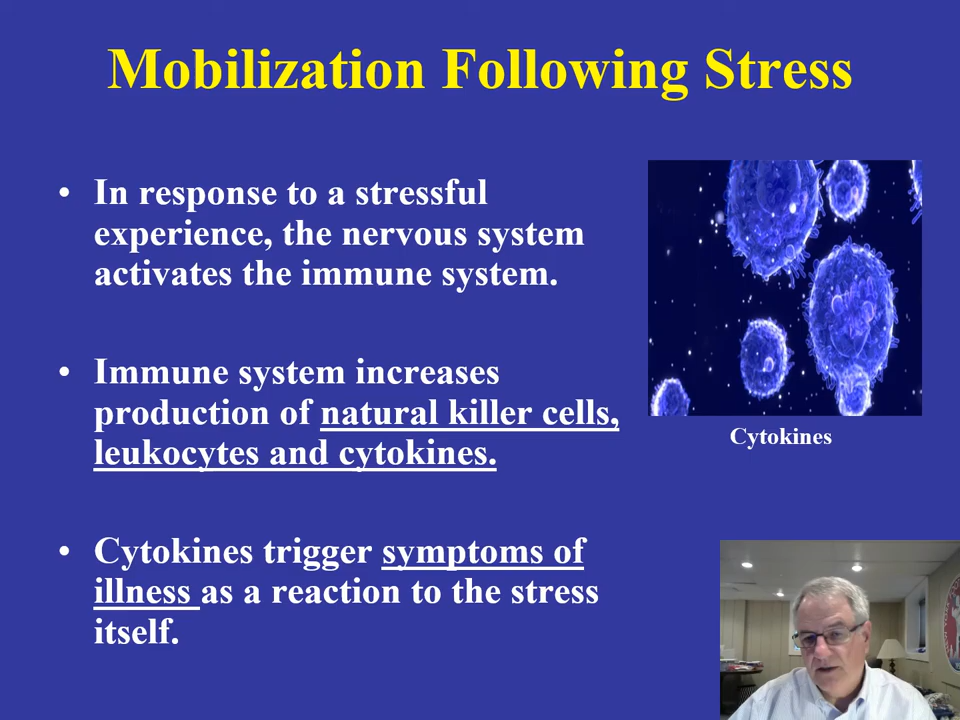 Mobilization Following Stress
• In response to a stressful
experience, the nervous system
activates the immune system.
• Immune system increases
production of natural killer cells,
leukocytes and cytokines.
• Cytokines trigger symptoms of
illness as a reaction to the stress
itself.
Cytokines